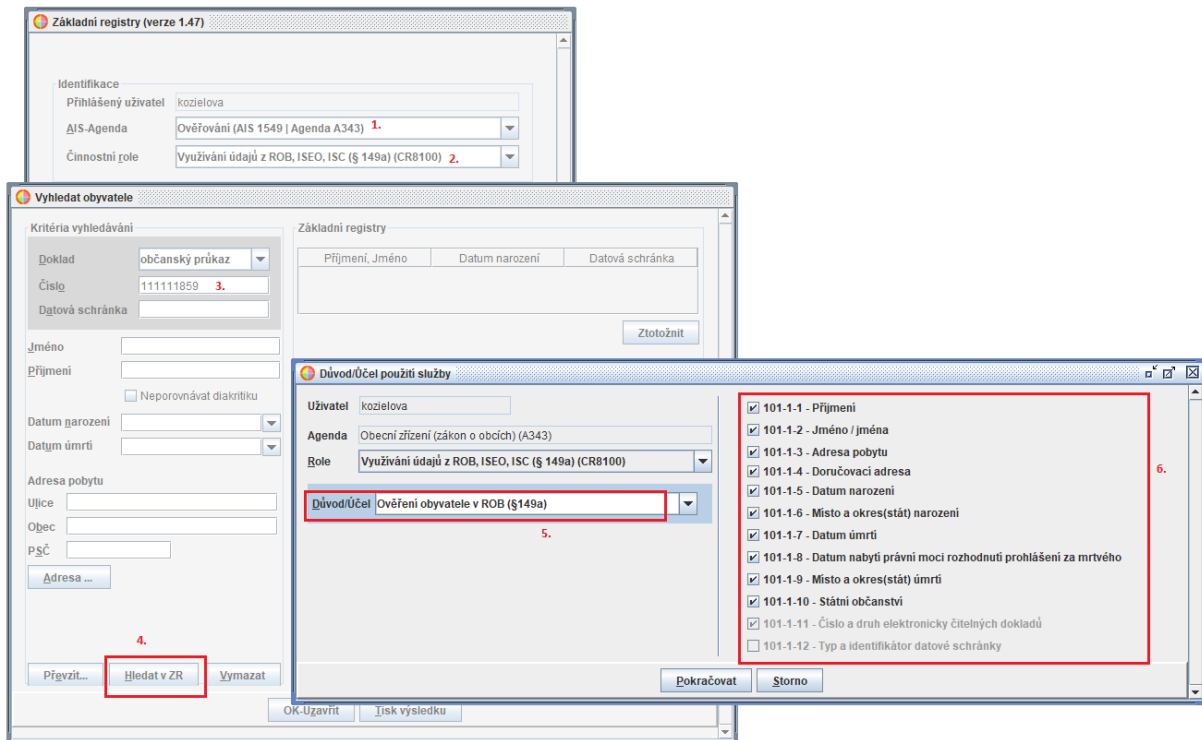 Základní registry (verze 1.47)
Identifikace
Přihlášený uživatel kozielova
AIS-Agenda Ověřování (AIS 1549 | Agenda A343) 1.
Činnostní role Využívání údajů z ROB, ISEO, ISC (§ 149a) (CR8100) 2.
Vyhledat obyvatele
Kritéria vyhledávání
Doklad občanský průkaz
Číslo 111111859 3.
Datová schránka
Jméno
Příjmení
Neporovnávat diakritiku
Datum narození
Datum úmrtí
Adresa pobytu
Ulice
Obec
PSČ
Adresa ...
4.
Převzít... Hledat v ZR Vymazat
Základní registry
Příjmení, Jméno Datum narození Datová schránka
Ztotožnit
OK-Uzavřít Tisk výsledku
Důvod/Účel použití služby
Uživatel kozielova
Agenda Obecní zřízení (zákon o obcích) (A343)
Role Využívání údajů z ROB, ISEO, ISC (§ 149a) (CR8100)
Důvod/Účel Ověření obyvatele v ROB (§149a)
5.
101-1-1 - Příjmení
101-1-2 - Jméno / jména
101-1-3 - Adresa pobytu
101-1-4 - Doručovací adresa
101-1-5 - Datum narození
101-1-6 - Místo a okres(stát) narození
101-1-7 - Datum úmrtí
101-1-8 - Datum nabytí právní moci rozhodnutí prohlášení za mrtvého
101-1-9 - Místo a okres(stát) úmrtí
101-1-10 - Státní občanství
101-1-11 - Číslo a druh elektronicky čitelných dokladů
101-1-12 - Typ a identifikátor datové schránky
6.
Pokračovat Storno